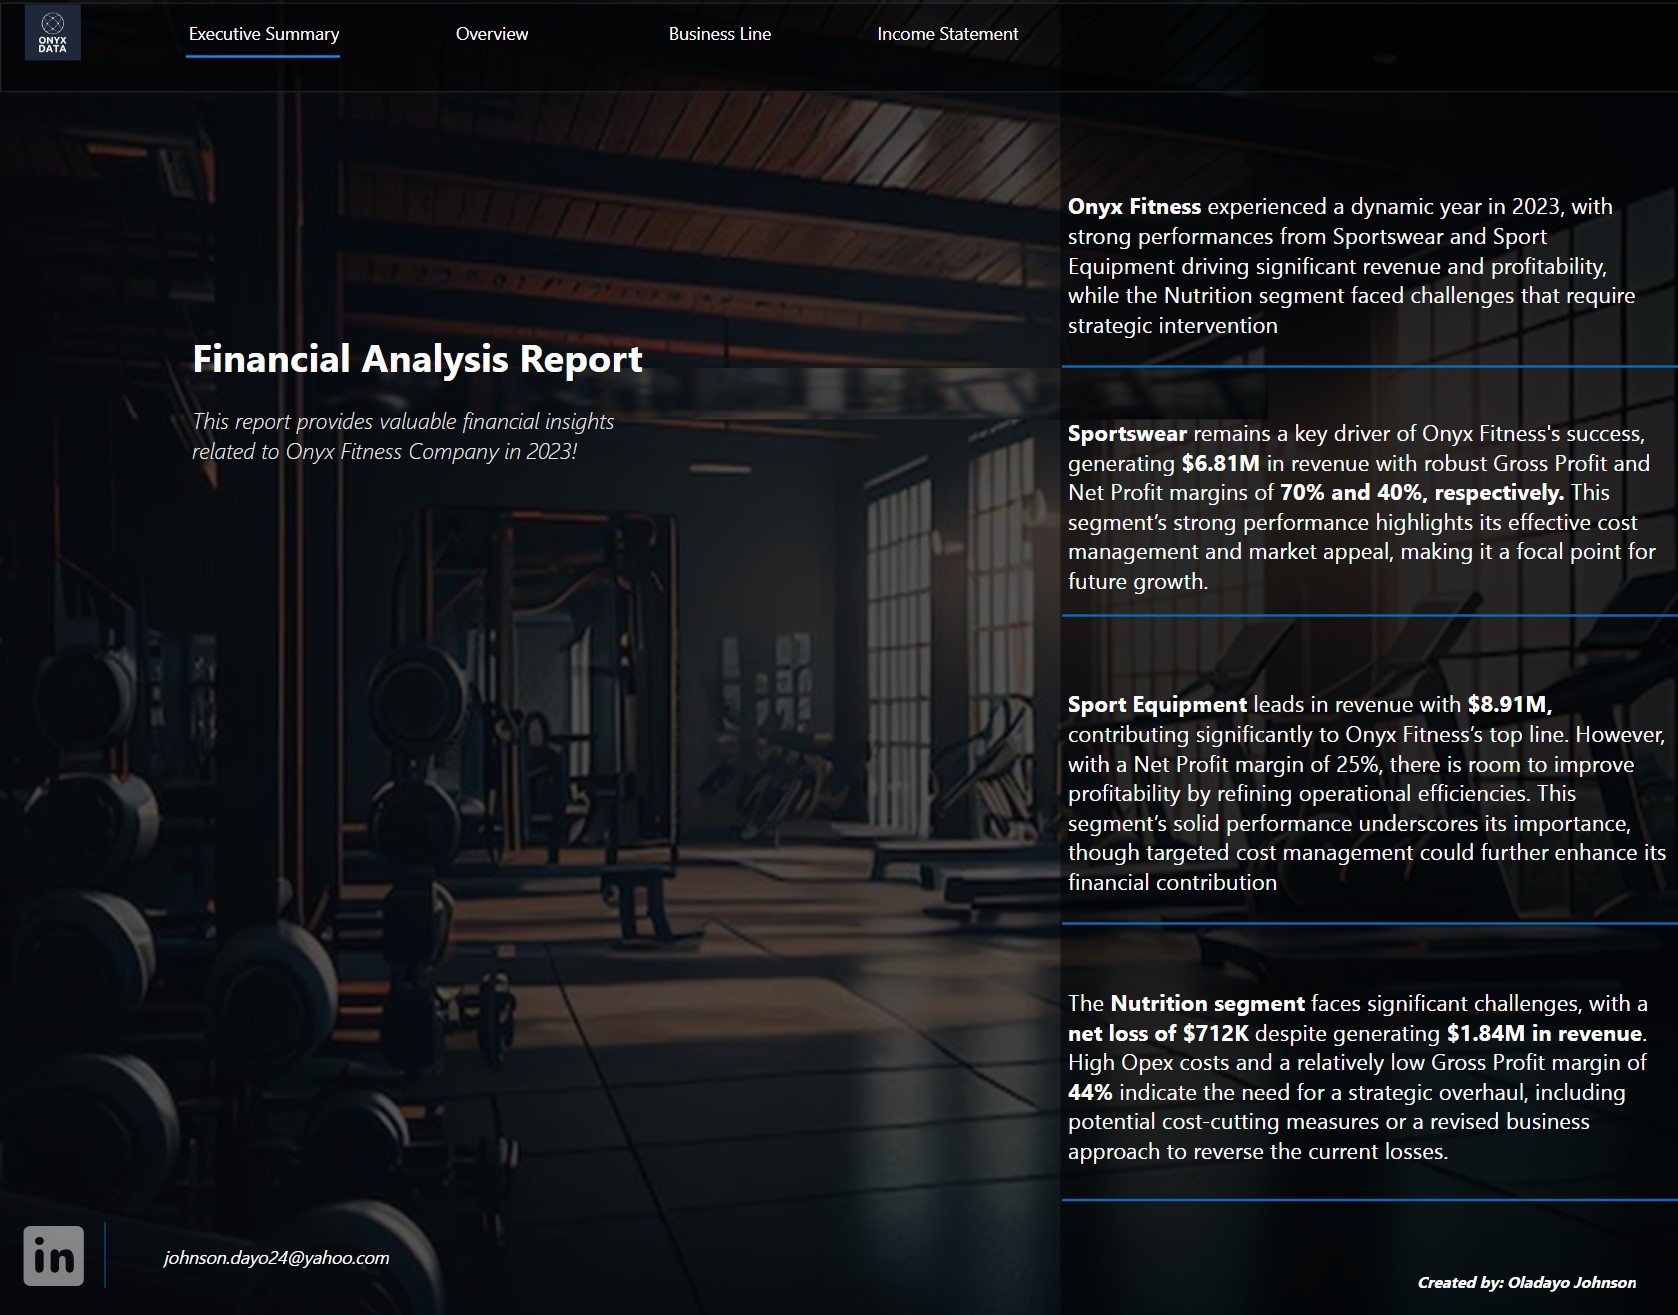 ONYX
DATA
Executive Summary
Overview
Business Line
Income Statement
Financial Analysis Report
This report provides valuable financial insights
related to Onyx Fitness Company in 2023!
Onyx Fitness experienced a dynamic year in 2023, with
strong performances from Sportswear and Sport
Equipment driving significant revenue and profitability,
while the Nutrition segment faced challenges that require
strategic intervention
Sportswear remains a key driver of Onyx Fitness's success,
generating $6.81M in revenue with robust Gross Profit and
Net Profit margins of 70% and 40%, respectively. This
segment’s strong performance highlights its effective cost
management and market appeal, making it a focal point for
future growth.
Sport Equipment leads in revenue with $8.91M,
contributing significantly to Onyx Fitness’s top line. However,
with a Net Profit margin of 25%, there is room to improve
profitability by refining operational efficiencies. This
segment’s solid performance underscores its importance,
though targeted cost management could further enhance its
financial contribution
The Nutrition segment faces significant challenges, with a
net loss of $712K despite generating $1.84M in revenue.
High Opex costs and a relatively low Gross Profit margin of
44% indicate the need for a strategic overhaul, including
potential cost-cutting measures or a revised business
approach to reverse the current losses.
in
johnson.dayo24@yahoo.com
Created by: Oladayo Johnson